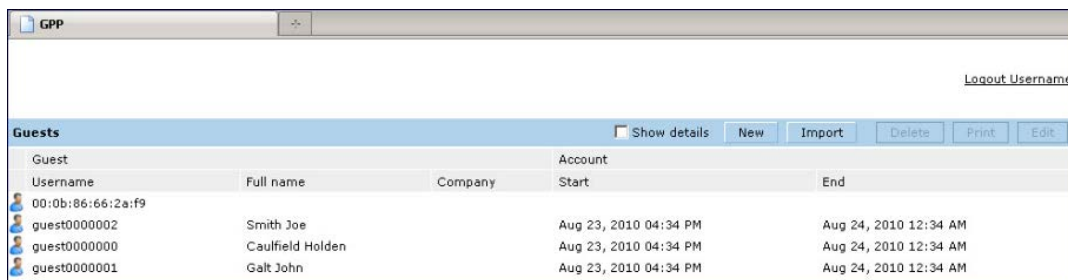 GPP
Logout Username
Guests Show details New Import Delete Print Edit
Guest Account
Username Full name Company Start End
00:0b:86:66:2a:f9
guest0000002 Smith Joe Aug 23, 2010 04:34 PM Aug 24, 2010 12:34 AM
guest0000000 Caulfield Holden Aug 23, 2010 04:34 PM Aug 24, 2010 12:34 AM
guest0000001 Galt John Aug 23, 2010 04:34 PM Aug 24, 2010 12:34 AM